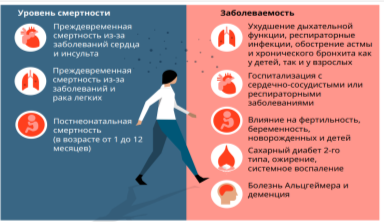 Уровень смертности
Преждевременная
смертность из-за
заболеваний сердца
и инсульта
Преждевременная
смертность из-за
заболеваний и
рака легких
Постнеонатальная
смертность
(в возрасте от 1 до 12
месяцев)
Заболеваемость
Ухудшение дыхательной
функции, респираторные
инфекции, обострение астмы
и хронического бронхита как
у детей, так и у взрослых
Госпитализация с
сердечно-сосудистыми или
респираторными
заболеваниями
Влияние на фертильность,
беременность,
новорожденных и детей
Сахарный диабет 2-го
типа, ожирение,
системное воспаление
Болезнь Альцгеймера и
деменция